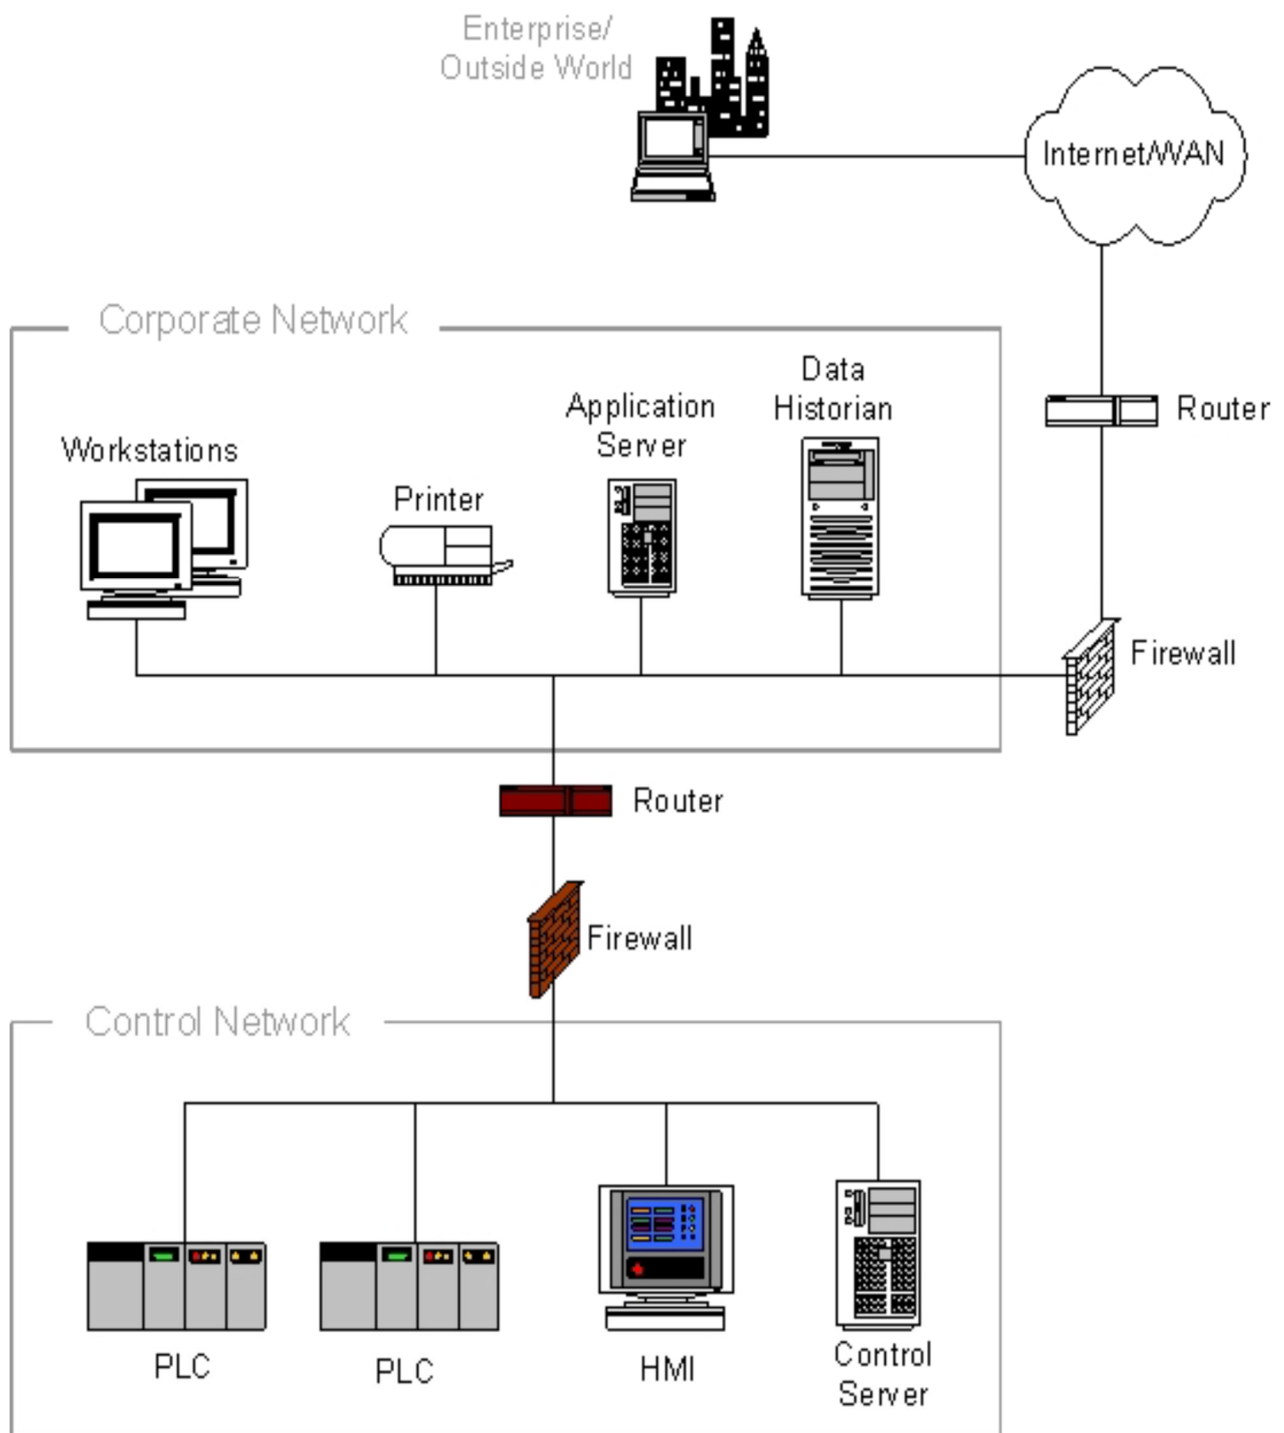 Enterprise/
Outside World
Internet/WAN
Corporate Network
Data
Historian
Router
Application
Server
Workstations
Printer
Firewall
Router
Firewall
Control Network
PLC
PLC
HMI
Control
Server